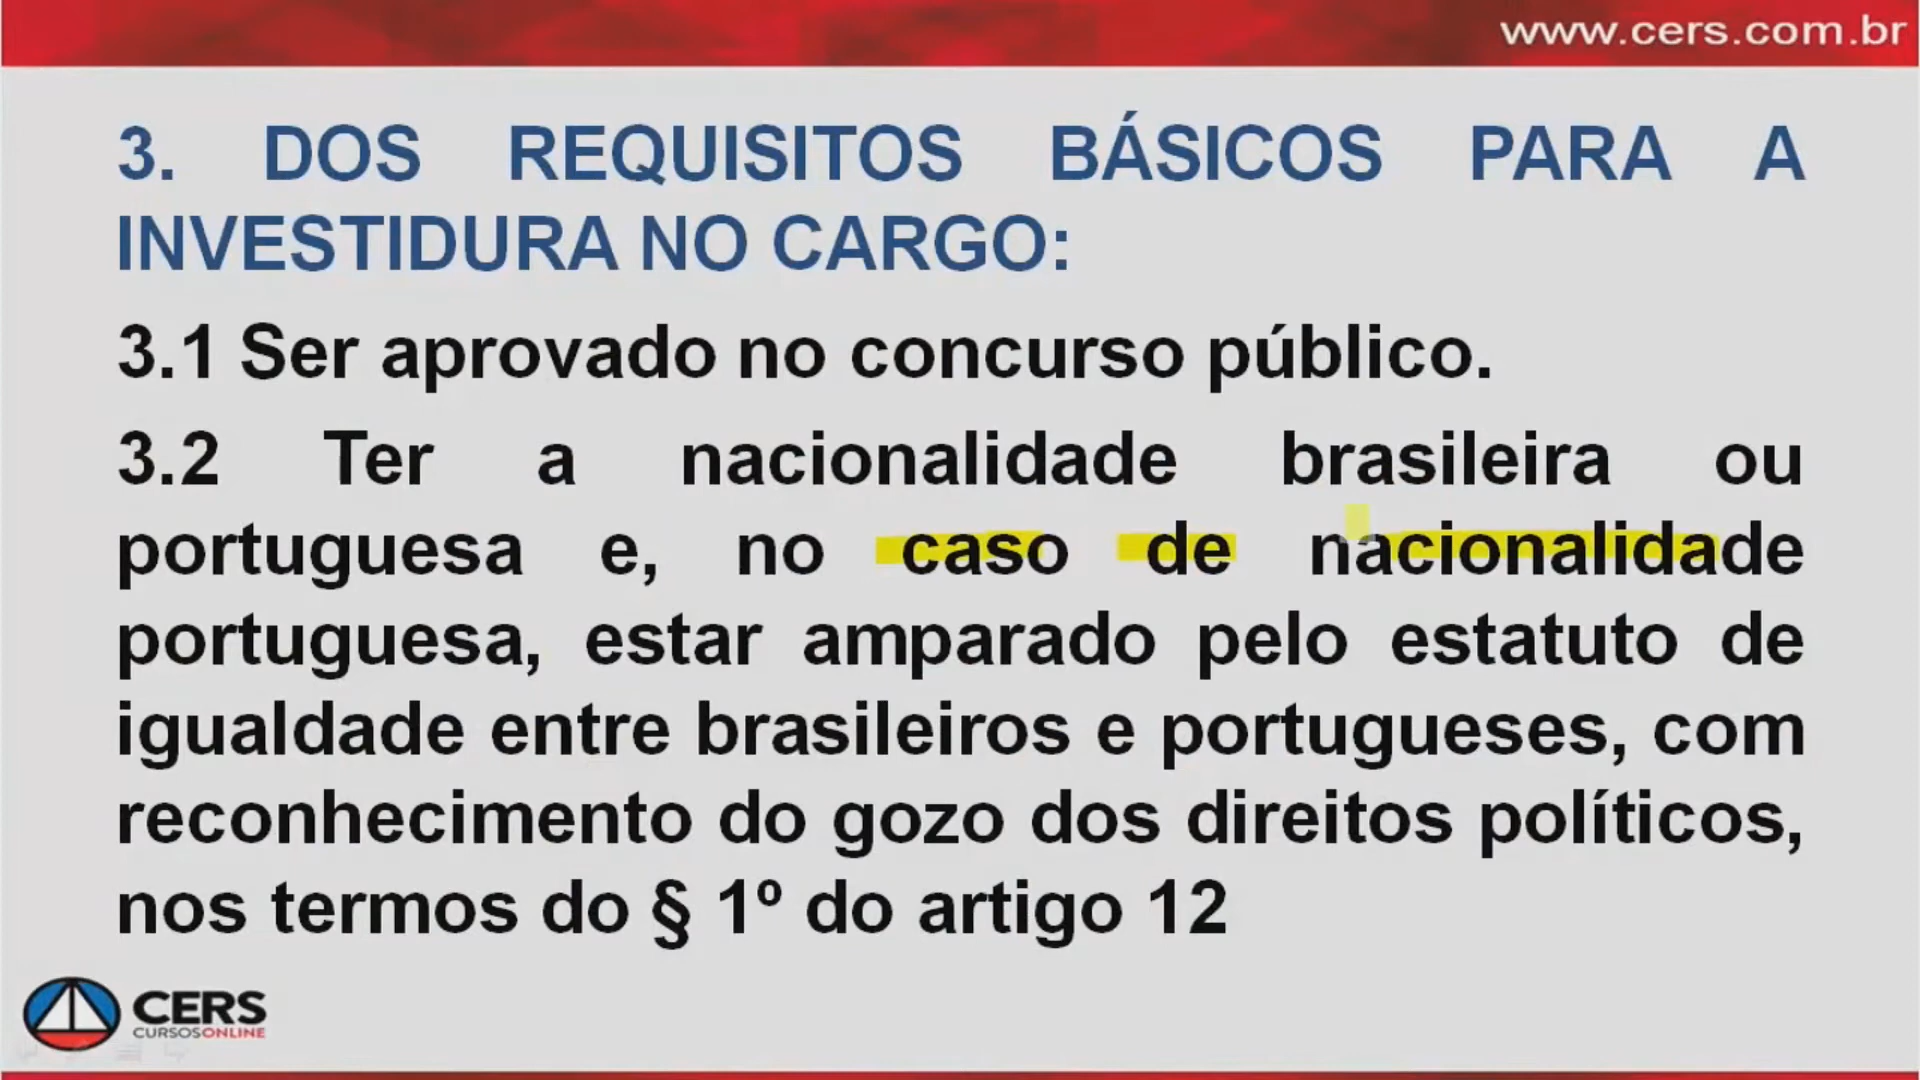 www.cers.com.br
3. DOS REQUISITOS BÁSICOS PARA A
INVESTIDURA NO CARGO:
3.1 Ser aprovado no concurso público.
3.2 Ter a nacionalidade brasileira ou
portuguesa e, no caso de nacionalidade
portuguesa, estar amparado pelo estatuto de
igualdade entre brasileiros e portugueses, com
reconhecimento do gozo dos direitos políticos,
nos termos do § 1º do artigo 12
CERS
CURSOSONLINE